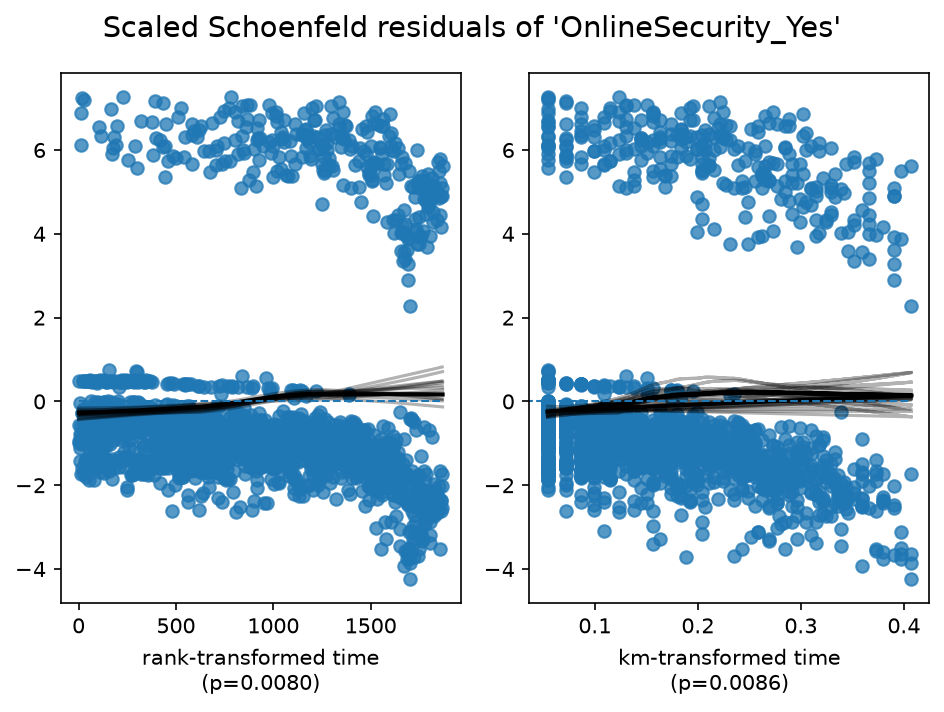 Scaled Schoenfeld residuals of 'OnlineSecurity_Yes'
6
4
2
0
−2
−4
0 500 1000 1500
rank-transformed time
(p=0.0080)
6
4
2
0
−2
−4
0.1 0.2 0.3 0.4
km-transformed time
(p=0.0086)